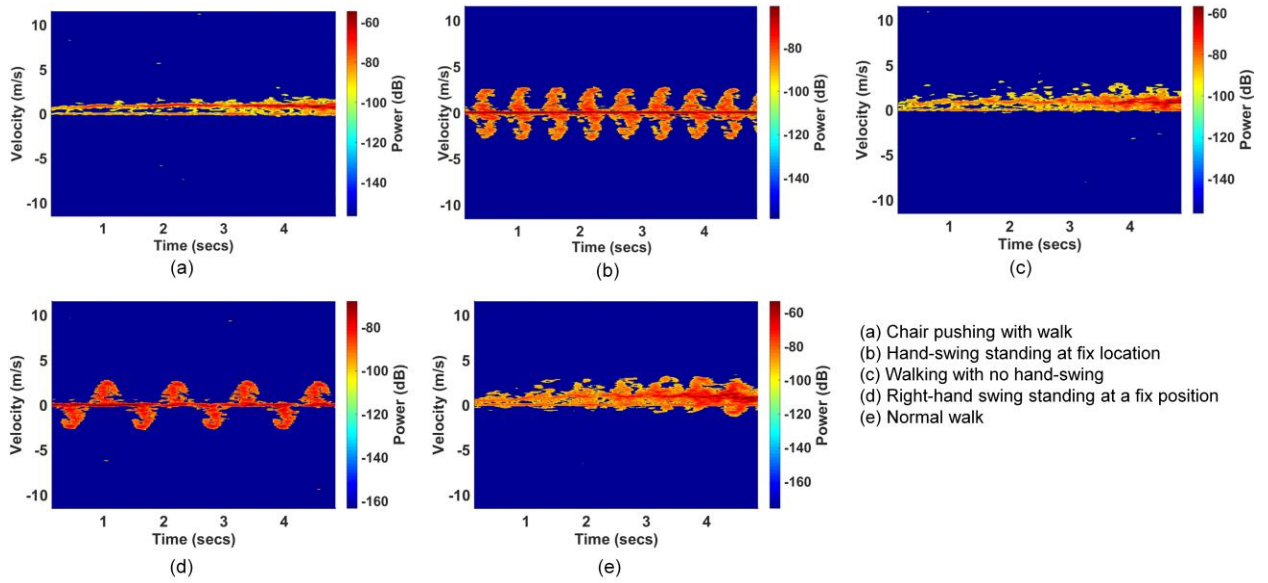 10
5
0
-5
-10
Velocity (m/s)
1 2 3 4
Time (secs)
-60
-80
-100
-120
-140
Power (dB)
(a)
10
5
0
-5
-10
Velocity (m/s)
1 2 3 4
Time (secs)
-80
-100
-120
-140
Power (dB)
(b)
10
5
0
-5
-10
Velocity (m/s)
1 2 3 4
Time (secs)
-60
-80
-100
-120
-140
Power (dB)
(c)
10
5
0
-5
-10
Velocity (m/s)
1 2 3 4
Time (secs)
-80
-100
-120
-140
-160
Power (dB)
(d)
10
5
0
-5
-10
Velocity (m/s)
1 2 3 4
Time (secs)
-60
-80
-100
-120
-140
-160
Power (dB)
(e)
(a) Chair pushing with walk
(b) Hand-swing standing at fix location
(c) Walking with no hand-swing
(d) Right-hand swing standing at a fix position
(e) Normal walk